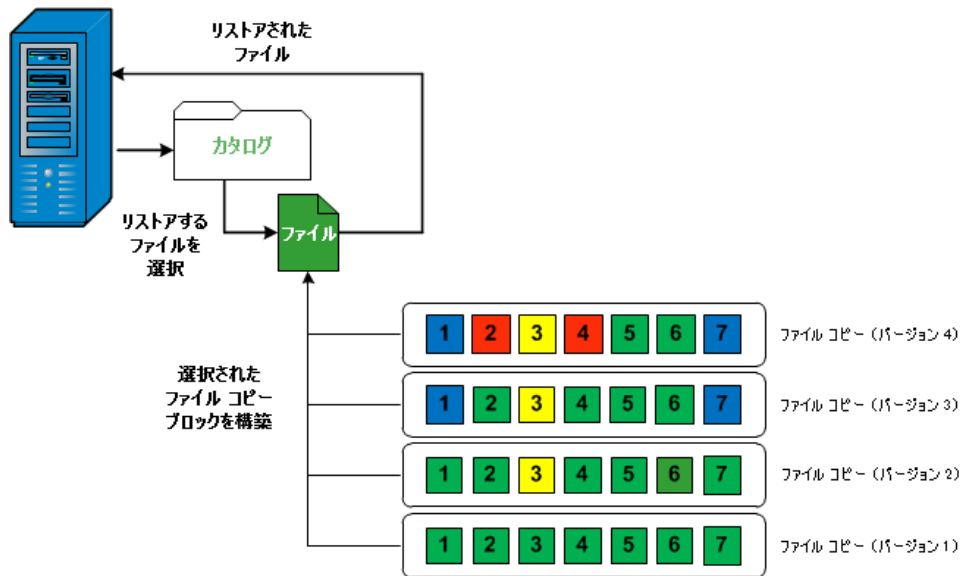 リストアされた
ファイル
カタログ
リストアする
ファイルを
選択
ファイル
1 2 3 4 5 6 7 ファイル コピー (バージョン 4)
選択された
ファイル コピー
ブロックを構築
1 2 3 4 5 6 7 ファイル コピー (バージョン 3)
1 2 3 4 5 6 7 ファイル コピー (バージョン 2)
1 2 3 4 5 6 7 ファイル コピー (バージョン 1)